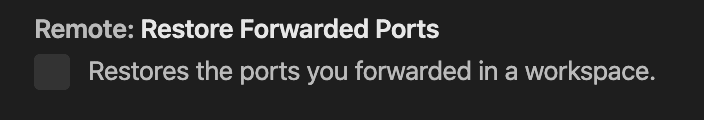 Remote: Restore Forwarded Ports
Restores the ports you forwarded in a workspace.